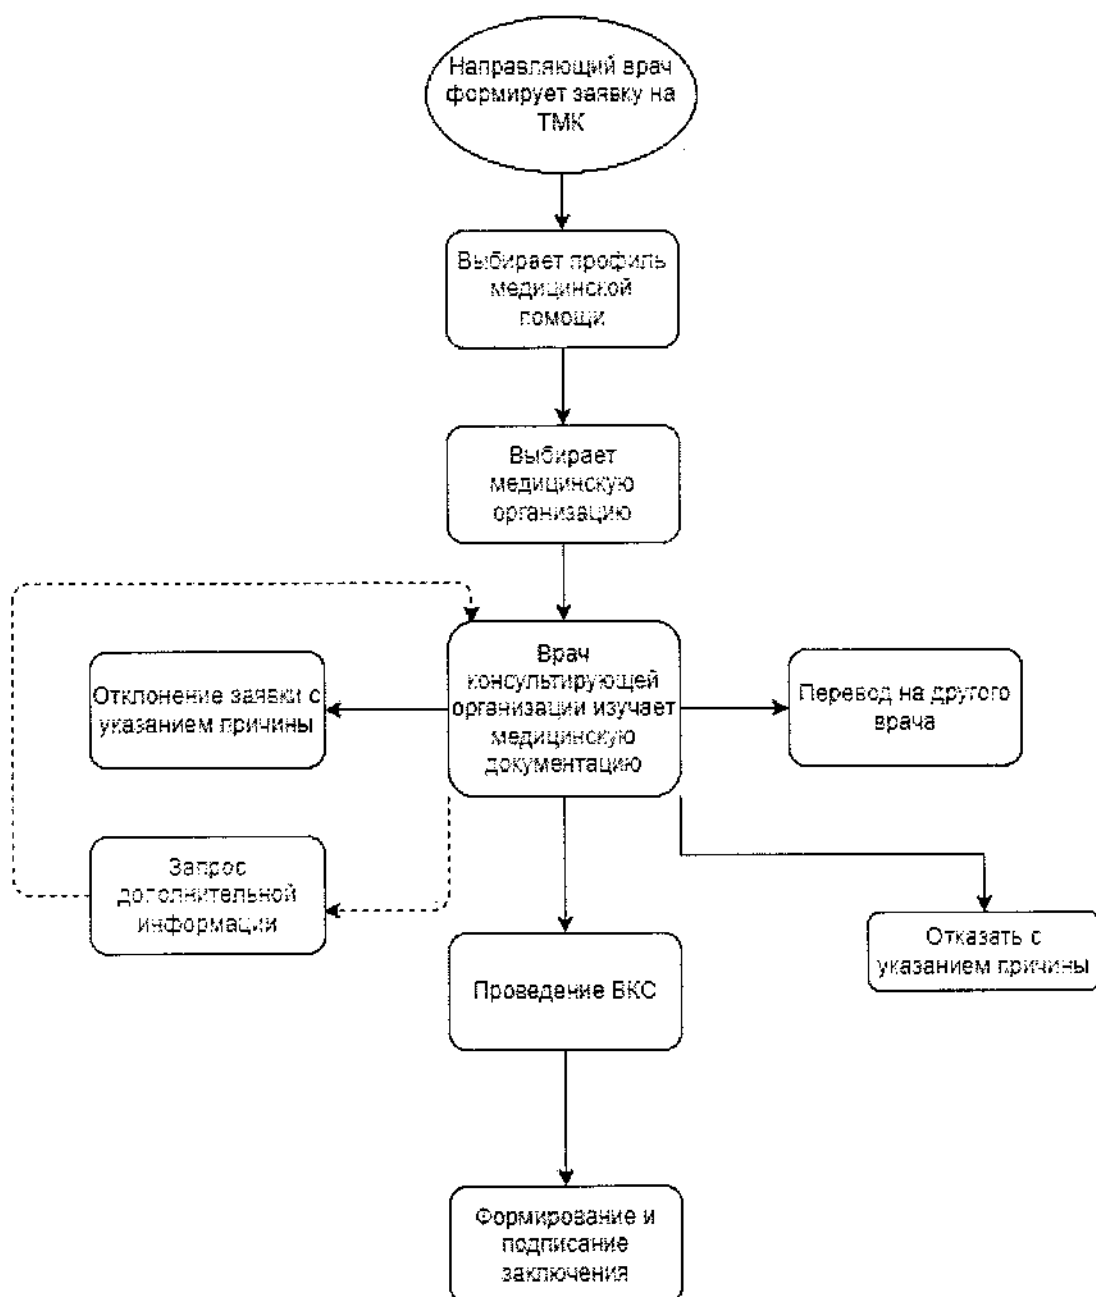 Направляющий врач
формирует заявку на
ТМК
Выбирает профиль
медицинской
помощи
Выбирает
медицинскую
организацию
Врач
консультирующей
организации изучает
медицинскую
документацию
Отклонение заявки с
указанием причины
Перевод на другого
врача
Запрос
дополнительной
информации
Отказать с
указанием причины
Проведение ВКС
Формирование и
подписание
заключения